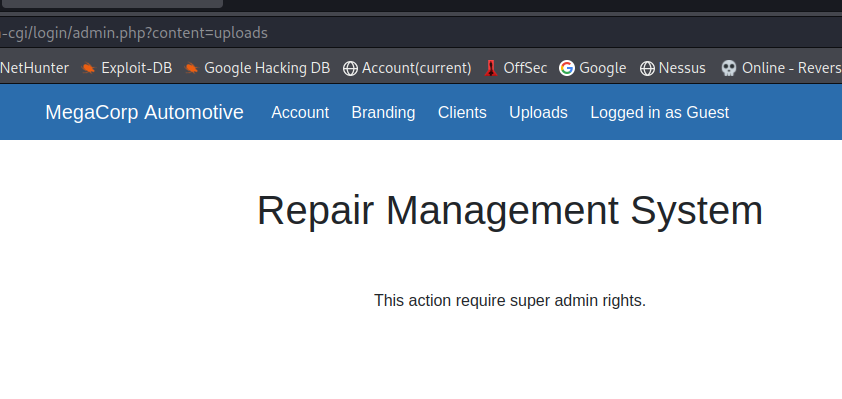 -cgi/login/admin.php?content=uploads
NetHunter Exploit-DB Google Hacking DB Account(current) OffSec Google Nessus Online - Revers
MegaCorp Automotive Account Branding Clients Uploads Logged in as Guest
Repair Management System
This action require super admin rights.